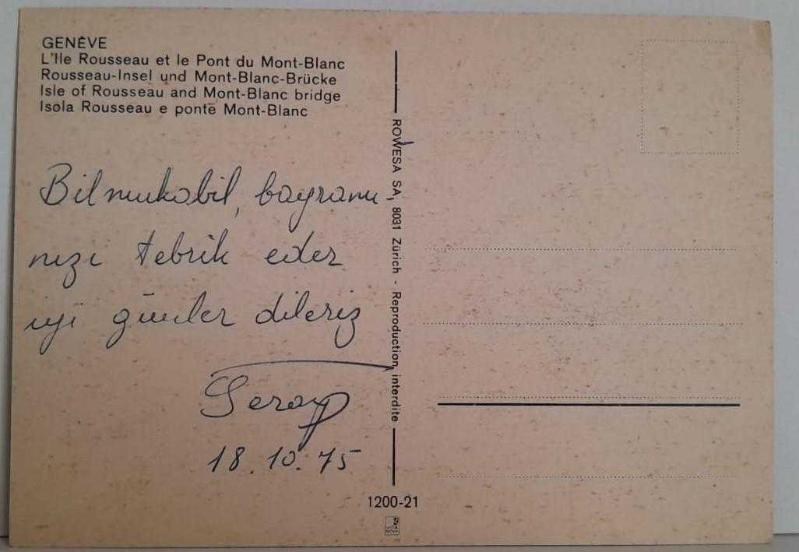 GENÈVE
L'Ile Rousseau et le Pont du Mont-Blanc
Rousseau-Insel und Mont-Blanc-Brücke
Isle of Rousseau and Mont-Blanc bridge
Isola Rousseau e ponte Mont-Blanc
Bilmukabil, bayramı-
nızı tebrik eder
iyi günler dileriz
18.10.75
ROWESA SA, 8031 Zürich - Reproduction interdite
1200-21